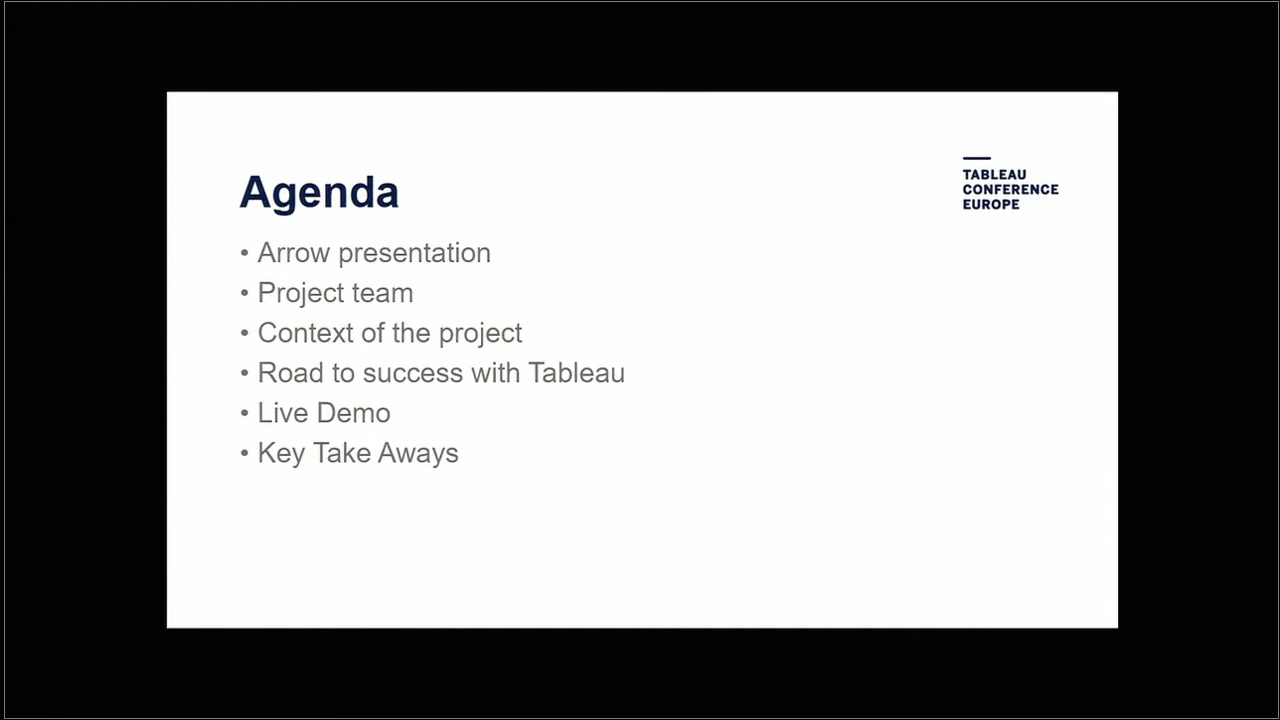 Agenda
TABLEAU
CONFERENCE
EUROPE
• Arrow presentation
• Project team
• Context of the project
• Road to success with Tableau
• Live Demo
• Key Take Aways